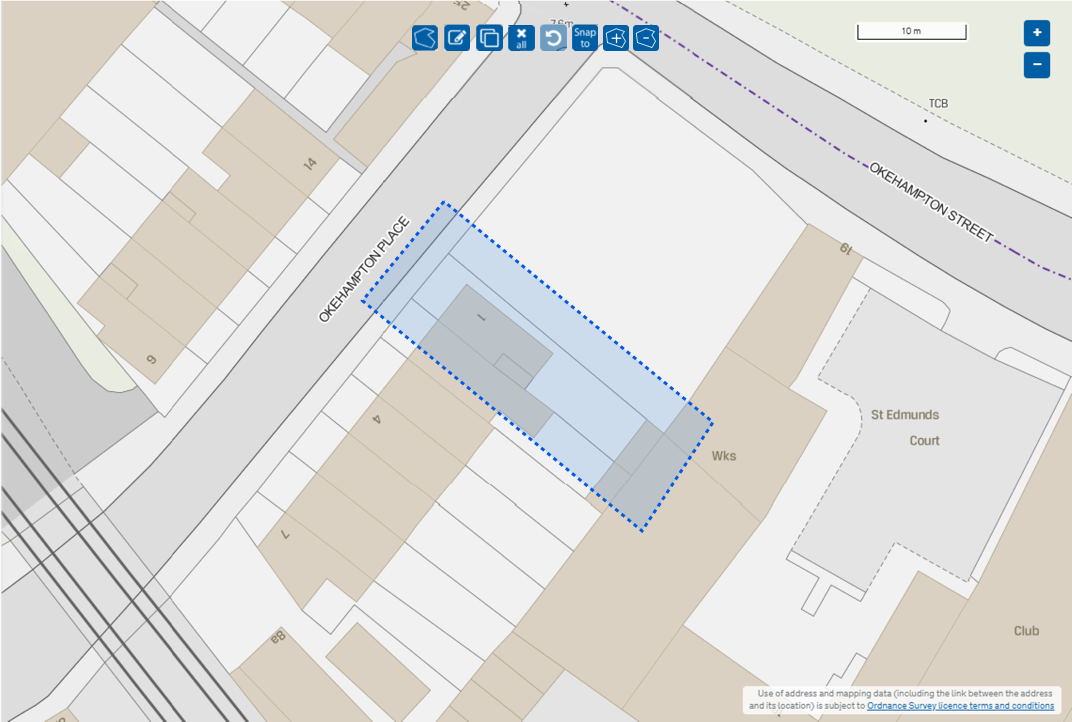 25
7.6m
x
all
Snap
to
10 m
+
−
TCB
14
OKEHAMPTON STREET
OKEHAMPTON PLACE
19
1
9
St Edmunds
Court
4
Wks
7
8a
Club
Use of address and mapping data (including the link between the address
and its location) is subject to Ordnance Survey licence terms and conditions